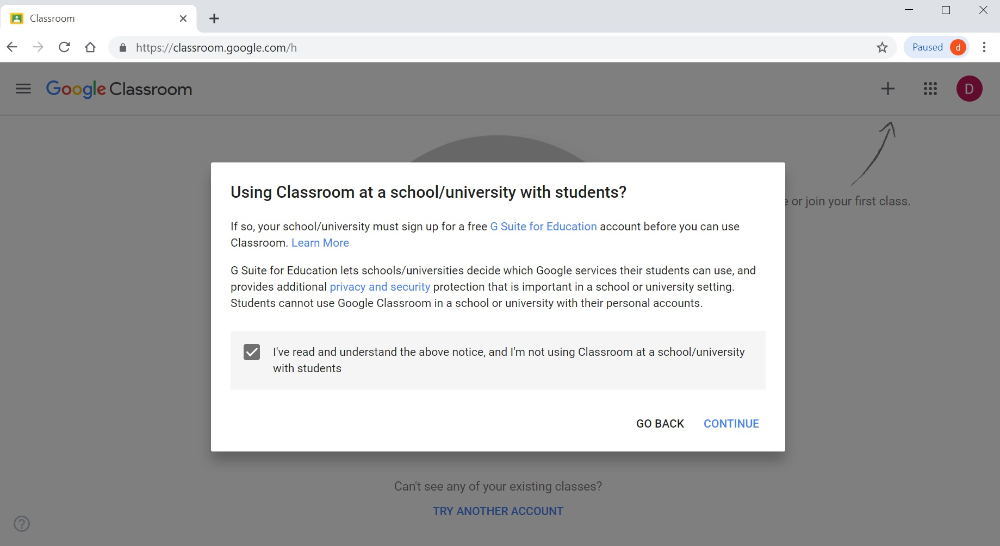 Classroom
https://classroom.google.com/h
Paused d
Google Classroom
D
e or join your first class.
Using Classroom at a school/university with students?
If so, your school/university must sign up for a free G Suite for Education account before you can use
Classroom. Learn More
G Suite for Education lets schools/universities decide which Google services their students can use, and
provides additional privacy and security protection that is important in a school or university setting.
Students cannot use Google Classroom in a school or university with their personal accounts.
I've read and understand the above notice, and I'm not using Classroom at a school/university
with students
GO BACK CONTINUE
Can't see any of your existing classes?
TRY ANOTHER ACCOUNT
?